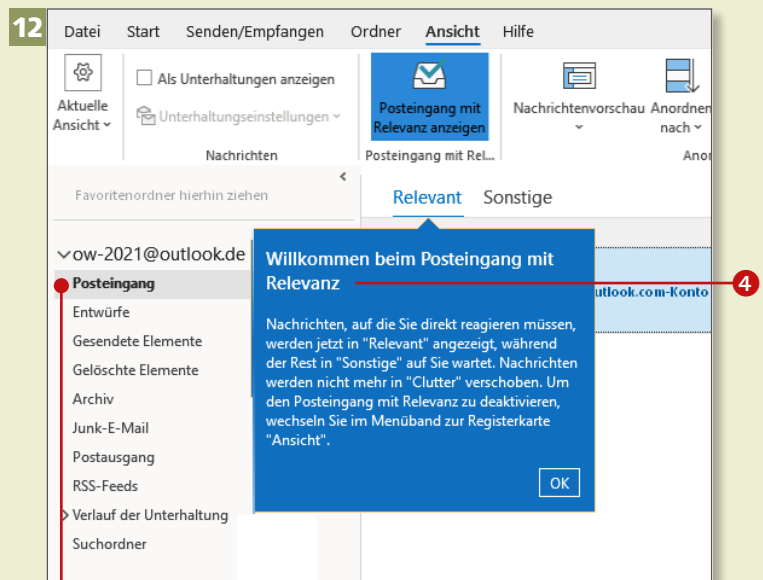 12
Datei Start Senden/Empfangen Ordner Ansicht Hilfe
Als Unterhaltungen anzeigen
Aktuelle
Ansicht
Unterhaltungseinstellungen
Nachrichten
Posteingang mit
Relevanz anzeigen
Posteingang mit Rel...
Nachrichtenvorschau
Anordnen
nach
Anor
Favoritenordner hierhin ziehen
Relevant Sonstige
ow-2021@outlook.de
Posteingang
Entwürfe
Gesendete Elemente
Gelöschte Elemente
Archiv
Junk-E-Mail
Postausgang
RSS-Feeds
Verlauf der Unterhaltung
Suchordner
Willkommen beim Posteingang mit
Relevanz
utlook.com-Konto
4
Nachrichten, auf die Sie direkt reagieren müssen,
werden jetzt in "Relevant" angezeigt, während
der Rest in "Sonstige" auf Sie wartet. Nachrichten
werden nicht mehr in "Clutter" verschoben. Um
den Posteingang mit Relevanz zu deaktivieren,
wechseln Sie im Menüband zur Registerkarte
"Ansicht".
OK